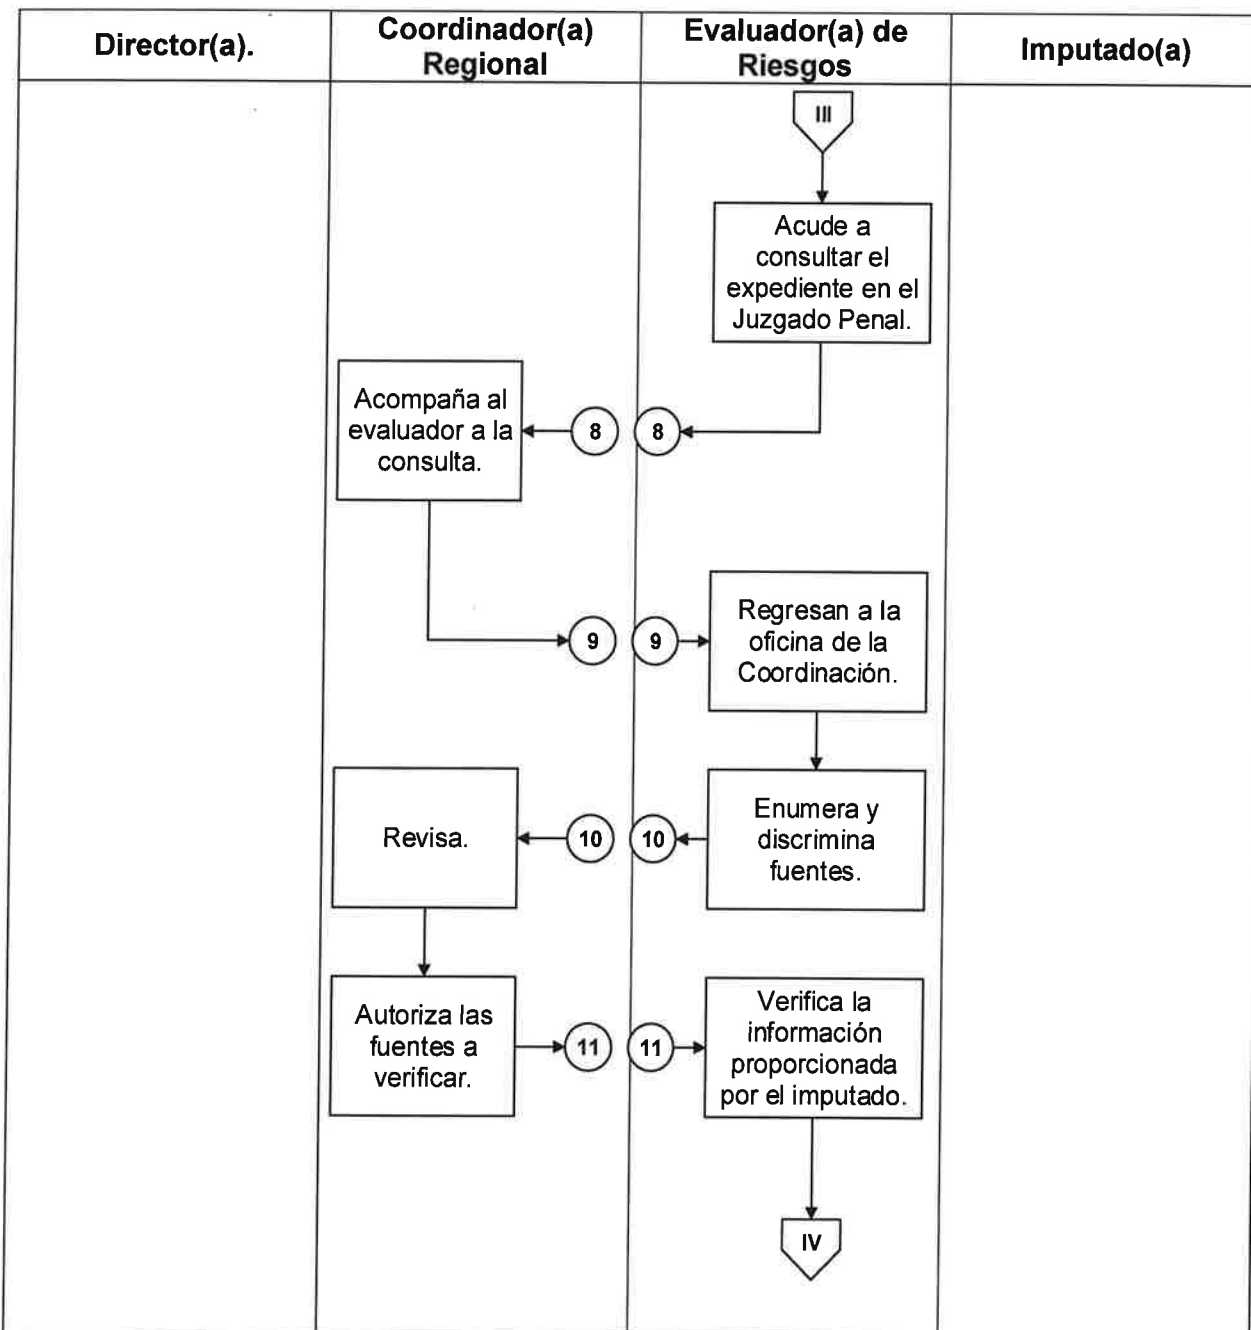 Director(a).
Coordinador(a)
Regional
Evaluador(a) de
Riesgos
Imputado(a)
III
Acude a
consultar el
expediente en el
Juzgado Penal.
8
8
Acompaña al
evaluador a la
consulta.
9
9
Regresan a la
oficina de la
Coordinación.
Enumera y
discrimina
fuentes.
10
10
Revisa.
Autoriza las
fuentes a
verificar.
11
11
Verifica la
información
proporcionada
por el imputado.
IV